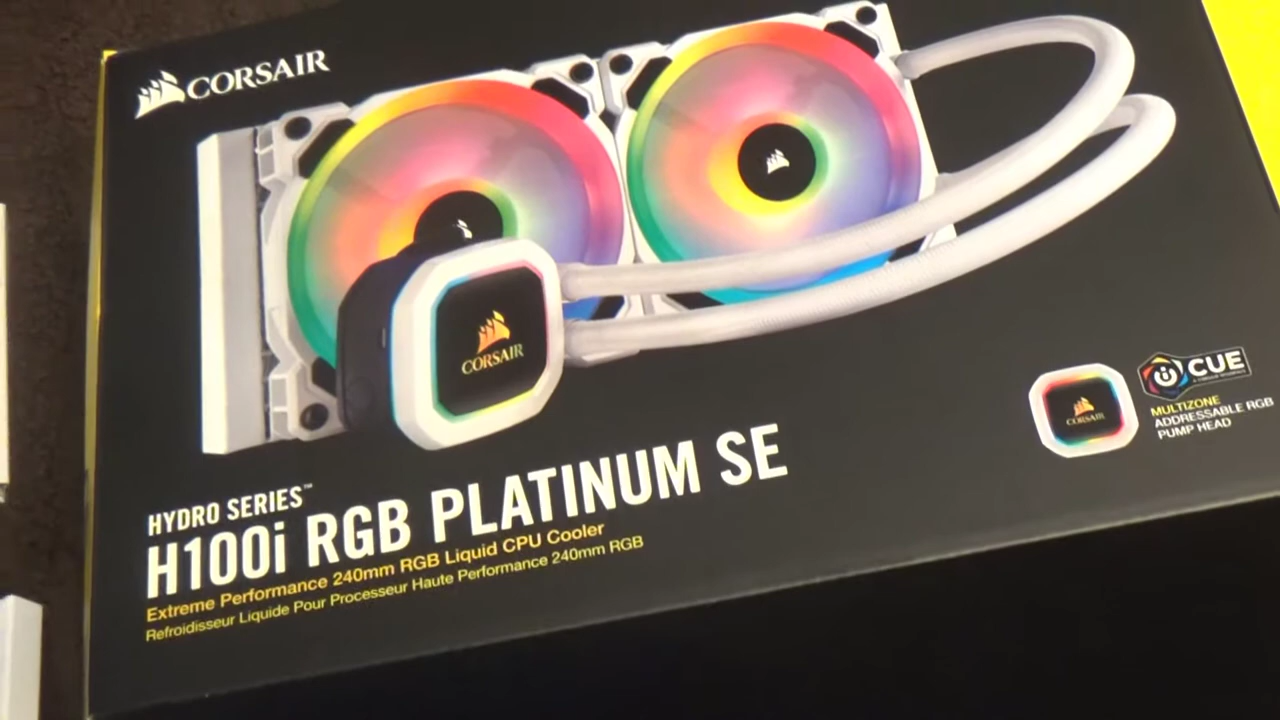 CORSAIR
CORSAIR
HYDRO SERIES™
H100i RGB PLATINUM SE
Extreme Performance 240mm RGB Liquid CPU Cooler
Refroidisseur Liquide Pour Processeur Haute Performance 240mm RGB
CORSAIR
iCUE
MULTIZONE
ADDRESSABLE RGB
PUMP HEAD